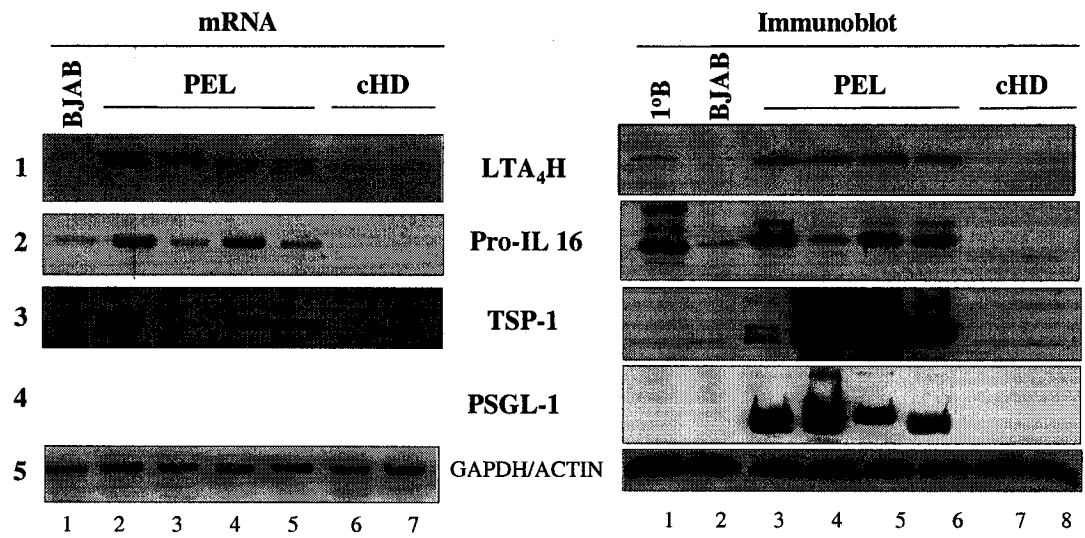 mRNA
Immunoblot
BJAB
PEL
cHD
1ºB
BJAB
PEL
cHD
1
LTA₄H
2
Pro-IL 16
3
TSP-1
4
PSGL-1
5
GAPDH/ACTIN
1 2 3 4 5 6 7
1 2 3 4 5 6 7 8